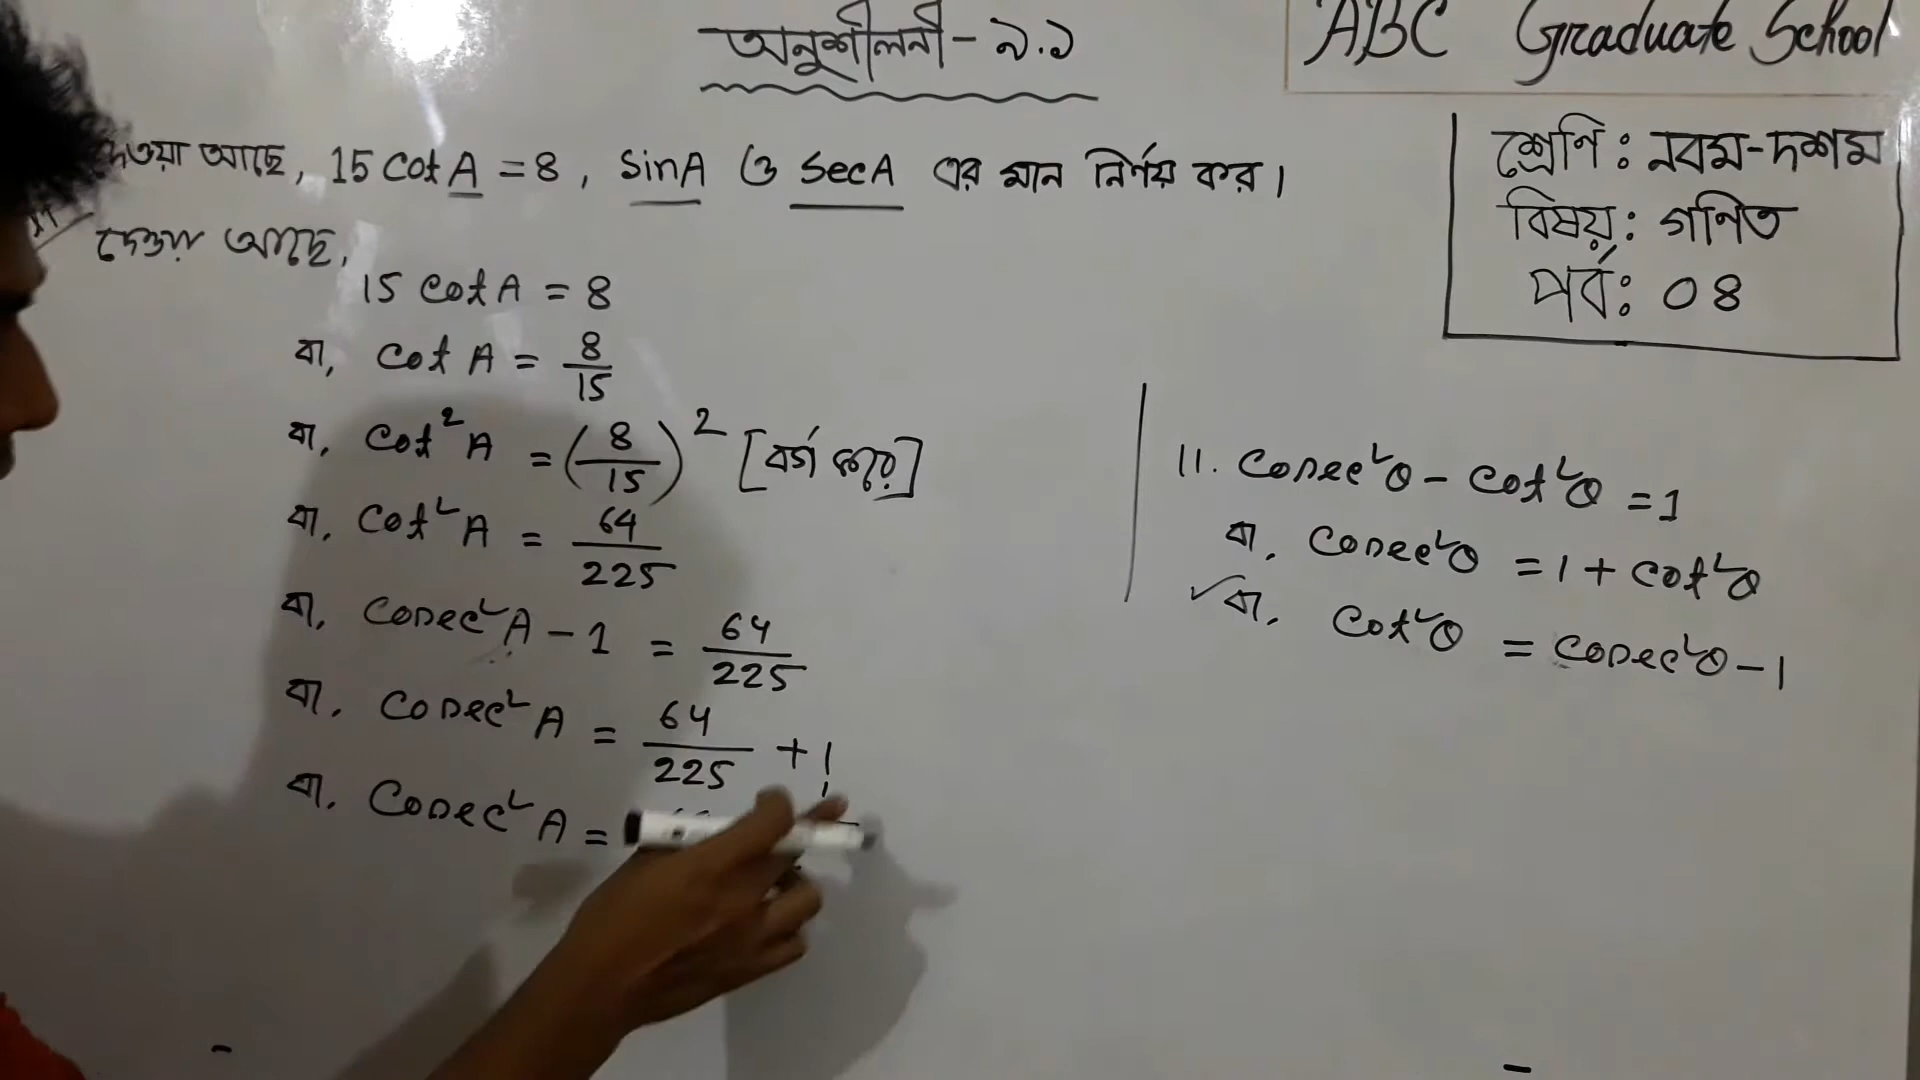 অনুশীলনী - ৯.১
ABC Graduate School
শ্রেণি : নবম-দশম
বিষয় : গণিত
পর্ব : ০৪
দেওয়া আছে, 15 cot A = 8, sinA ও secA এর মান নির্ণয় কর।
দেওয়া আছে,
15 cot A = 8
বা, cot A = 8/15
বা, cot²A = (8/15)² [বর্গ করে]
বা, cot²A = 64/225
বা, cosec²A - 1 = 64/225
বা, cosec²A = 64/225 + 1
বা, cosec²A =
11. cosec²θ - cot²θ = 1
বা, cosec²θ = 1 + cot²θ
✓বা, cot²θ = cosec²θ - 1